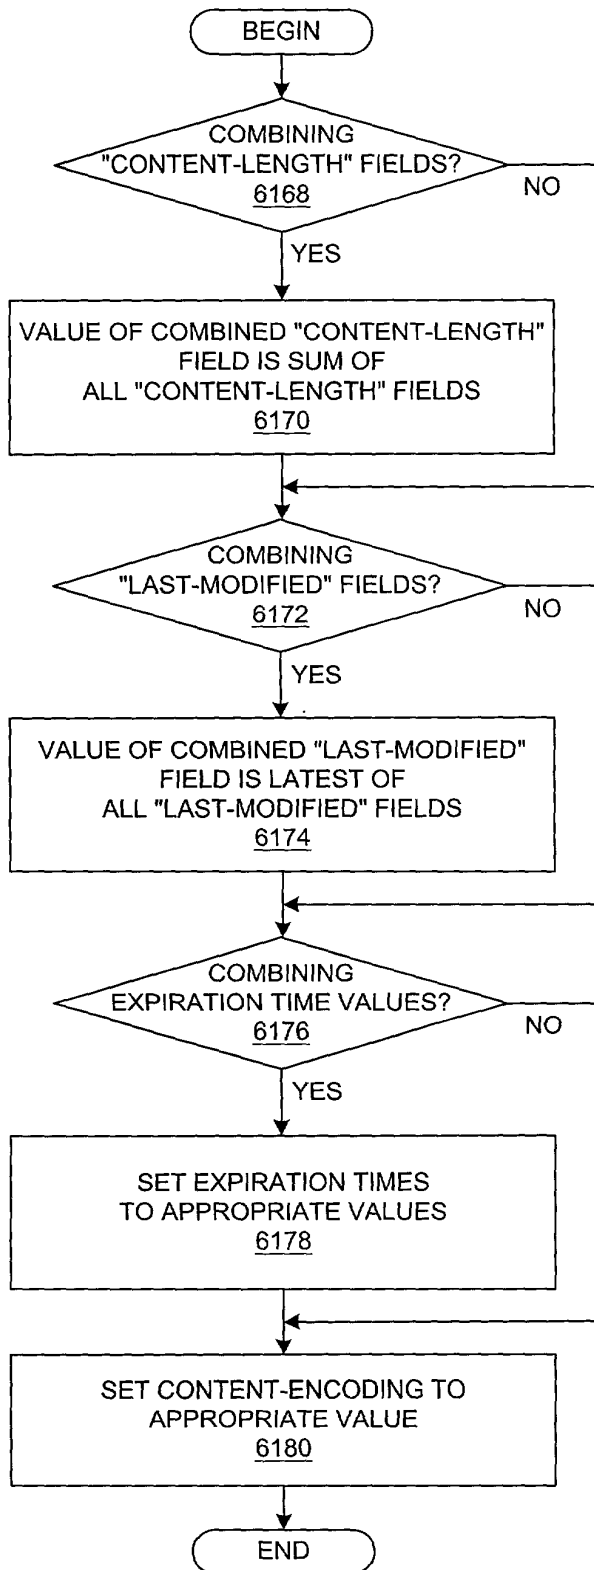 BEGIN
COMBINING
"CONTENT-LENGTH" FIELDS?
6168
NO
YES
VALUE OF COMBINED "CONTENT-LENGTH"
FIELD IS SUM OF
ALL "CONTENT-LENGTH" FIELDS
6170
COMBINING
"LAST-MODIFIED" FIELDS?
6172
NO
YES
VALUE OF COMBINED "LAST-MODIFIED"
FIELD IS LATEST OF
ALL "LAST-MODIFIED" FIELDS
6174
COMBINING
EXPIRATION TIME VALUES?
6176
NO
YES
SET EXPIRATION TIMES
TO APPROPRIATE VALUES
6178
SET CONTENT-ENCODING TO
APPROPRIATE VALUE
6180
END